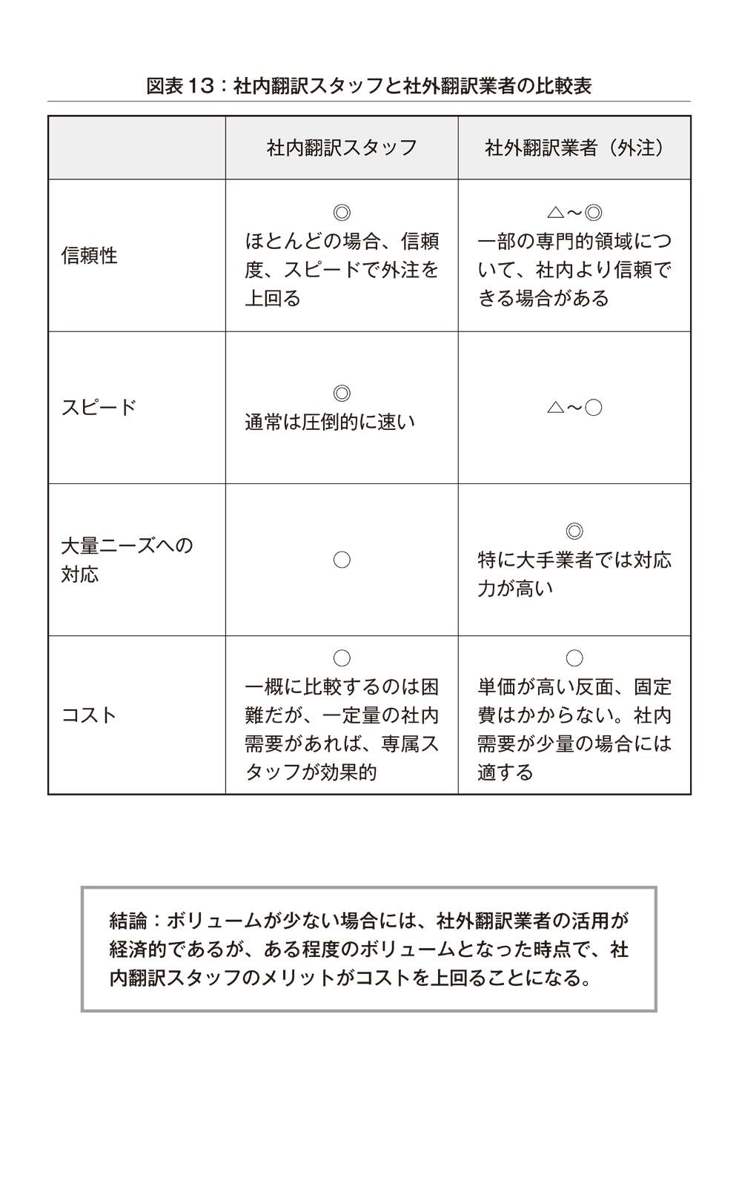 図表13：社内翻訳スタッフと社外翻訳業者の比較表
社内翻訳スタッフ
社外翻訳業者（外注）
信頼性
◎
ほとんどの場合、信頼
度、スピードで外注を
上回る
△～◎
一部の専門的領域につ
いて、社内より信頼で
きる場合がある
スピード
◎
通常は圧倒的に速い
△～○
大量ニーズへの
対応
○
◎
特に大手業者では対応
力が高い
コスト
○
一概に比較するのは困
難だが、一定量の社内
需要があれば、専属ス
タッフが効果的
○
単価が高い反面、固定
費はかからない。社内
需要が少量の場合には
適する
結論：ボリュームが少ない場合には、社外翻訳業者の活用が
経済的であるが、ある程度のボリュームとなった時点で、社
内翻訳スタッフのメリットがコストを上回ることになる。